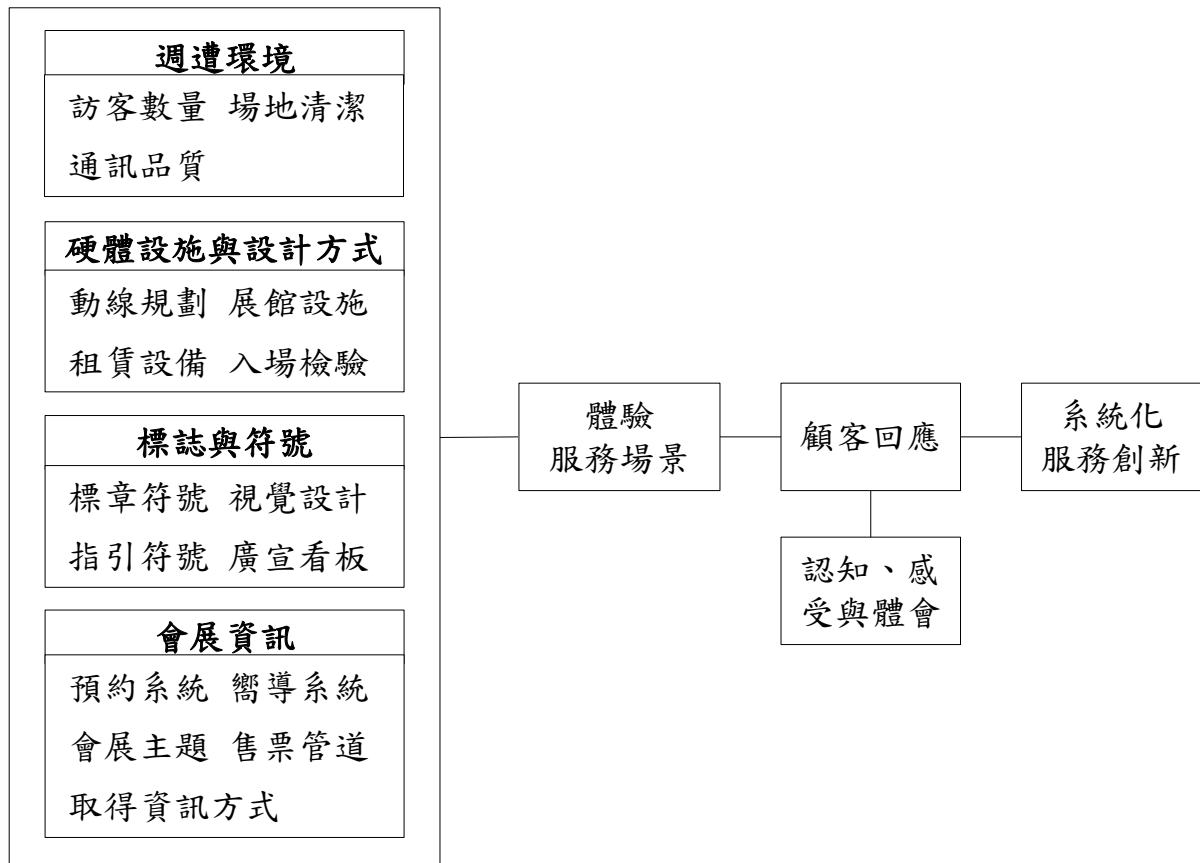 週遭環境
訪客數量 場地清潔
通訊品質
硬體設施與設計方式
動線規劃 展館設施
租賃設備 入場檢驗
標誌與符號
標章符號 視覺設計
指引符號 廣宣看板
會展資訊
預約系統 嚮導系統
會展主題 售票管道
取得資訊方式
體驗
服務場景
顧客回應
認知、感
受與體會
系統化
服務創新